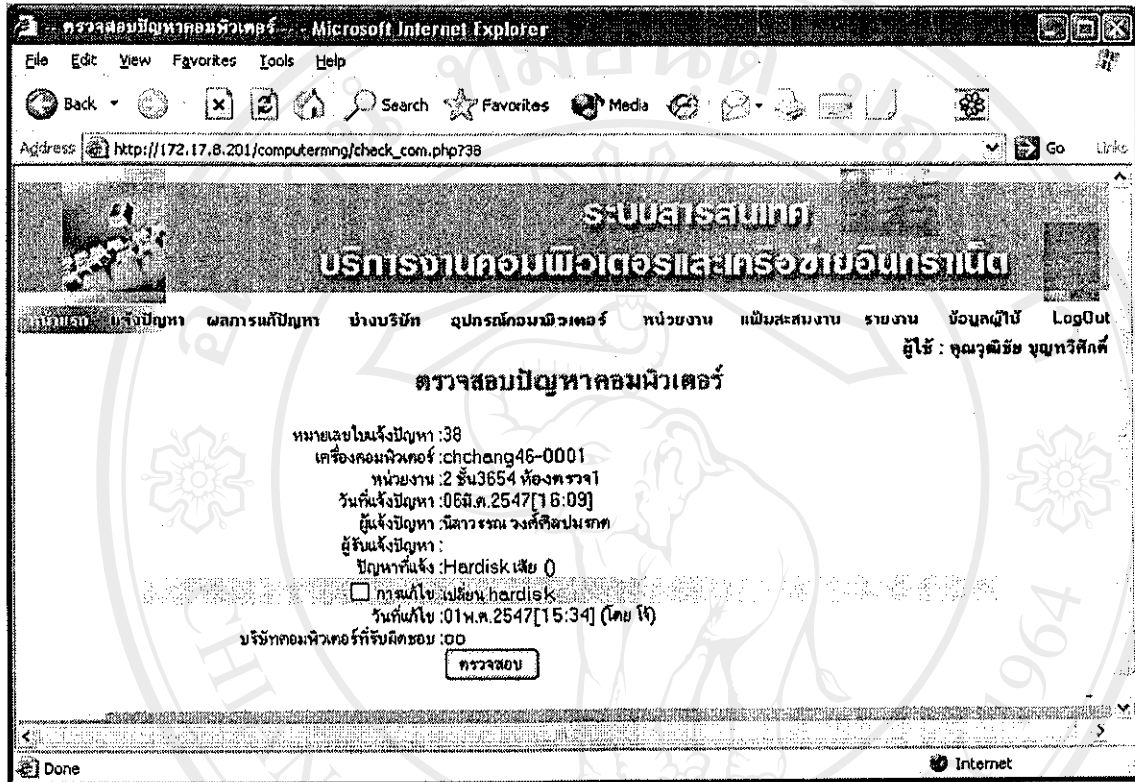 ตรวจสอบปัญหาคอมพิวเตอร์ - Microsoft Internet Explorer
File Edit View Favorites Tools Help
Back Search Favorites Media
Address http://172.17.8.201/computermng/check_com.php?38 Go Links
ระบบสารสนเทศ
บริการงานคอมพิวเตอร์และเครือข่ายอินทราเน็ต
แจ้งปัญหา ผลการแก้ปัญหา ช่างบริษัท อุปกรณ์คอมพิวเตอร์ หน่วยงาน แฟ้มสะสมงาน รายงาน ข้อมูลผู้ใช้ LogOut
ผู้ใช้ : คุณวุฒิชัย บุญทวีศักดิ์
ตรวจสอบปัญหาคอมพิวเตอร์
หมายเลขใบแจ้งปัญหา :38
เครื่องคอมพิวเตอร์ :chchang46-0001
หน่วยงาน :2 ชั้น3654 ห้องตรวจ1
วันที่แจ้งปัญหา :06มี.ค.2547[16:09]
ผู้แจ้งปัญหา :นิลาวรรณ
ผู้รับแจ้งปัญหา :
ปัญหาที่แจ้ง :Hardisk เสีย ()
การแก้ไข :เปลี่ยน hardisk
วันที่แก้ไข :01พ.ค.2547[15:34] (โดย โจ้)
บริษัทคอมพิวเตอร์ที่รับผิดชอบ :oo
ตรวจสอบ
Done Internet
1964